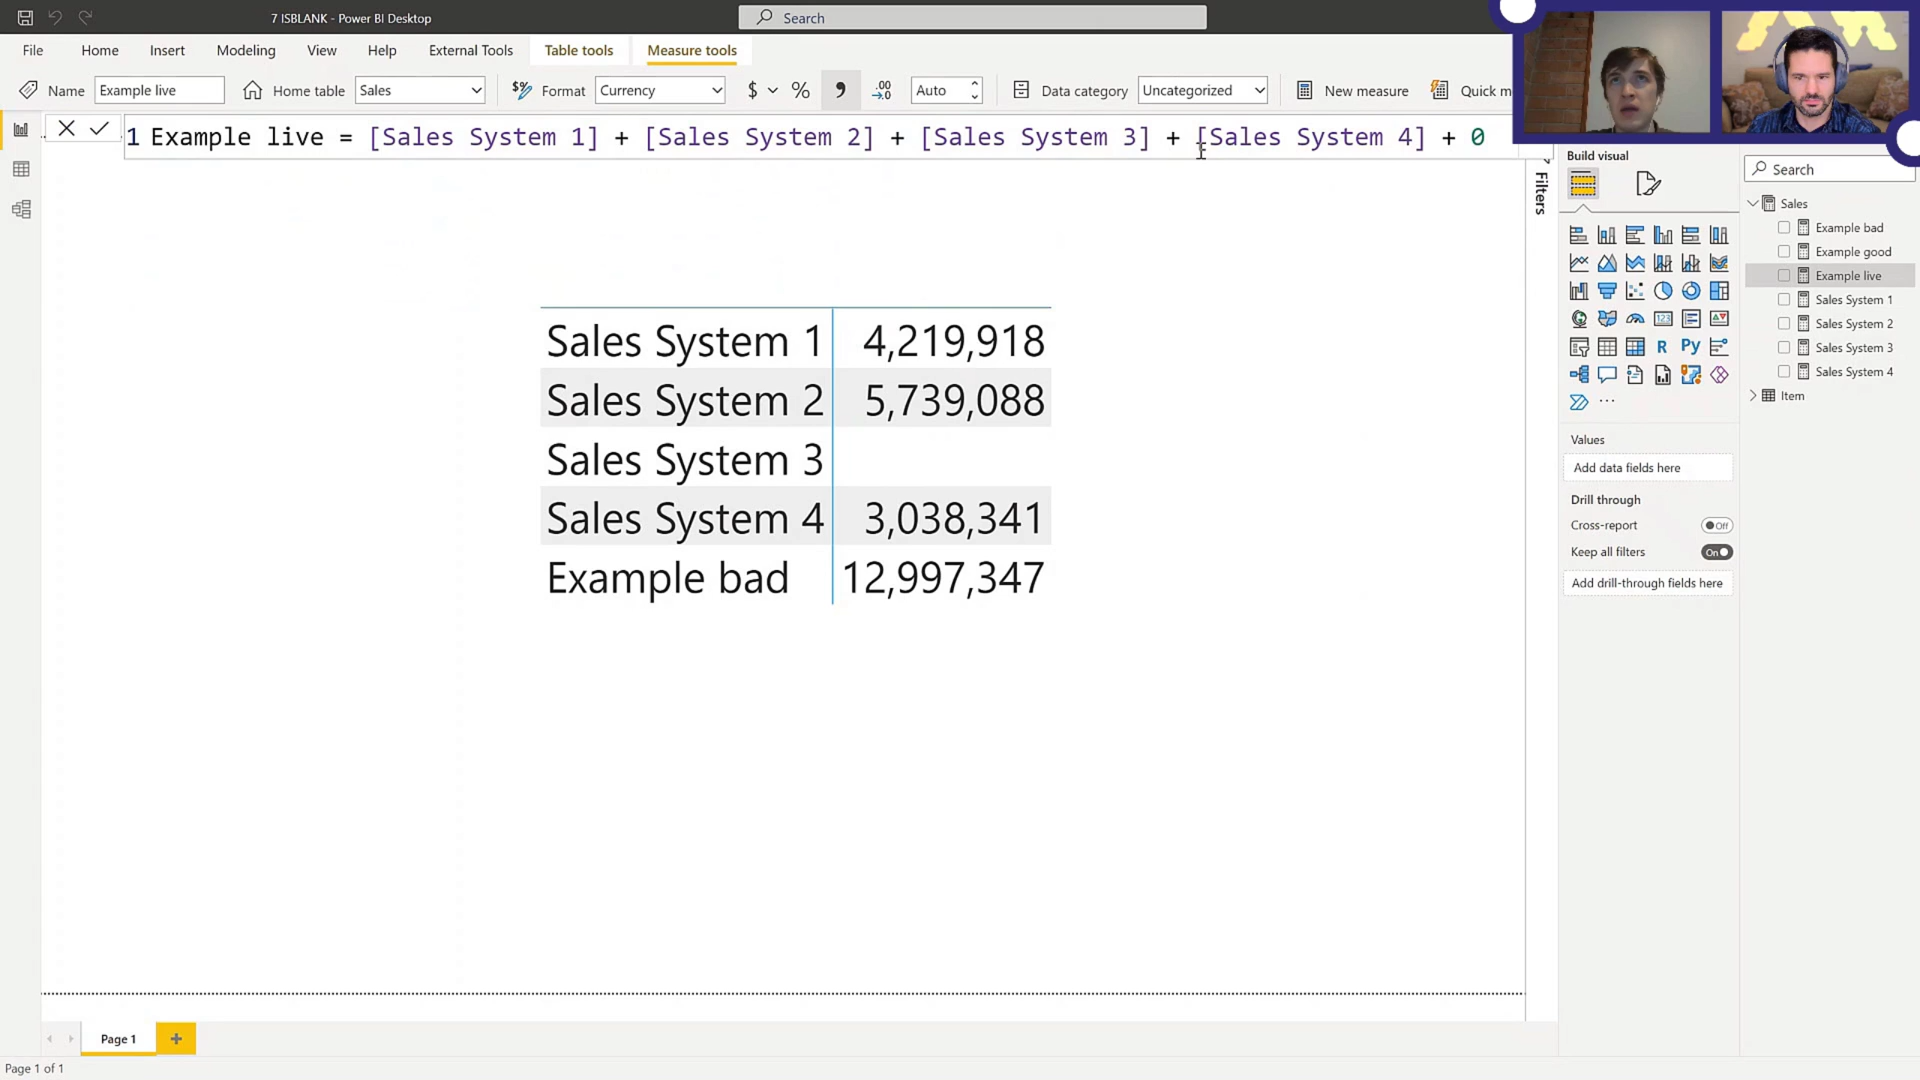 7 ISBLANK - Power BI Desktop
Search
File Home Insert Modeling View Help External Tools Table tools Measure tools
Name Example live Home table Sales Format Currency $ % , .00 Auto Data category Uncategorized New measure Quick m
1 Example live = [Sales System 1] + [Sales System 2] + [Sales System 3] + [Sales System 4] + 0
Sales System 1 4,219,918
Sales System 2 5,739,088
Sales System 3
Sales System 4 3,038,341
Example bad 12,997,347
Filters
Build visual
R Py
...
Values
Add data fields here
Drill through
Cross-report Off
Keep all filters On
Add drill-through fields here
Search
Sales
Example bad
Example good
Example live
Sales System 1
Sales System 2
Sales System 3
Sales System 4
Item
Page 1 +
Page 1 of 1